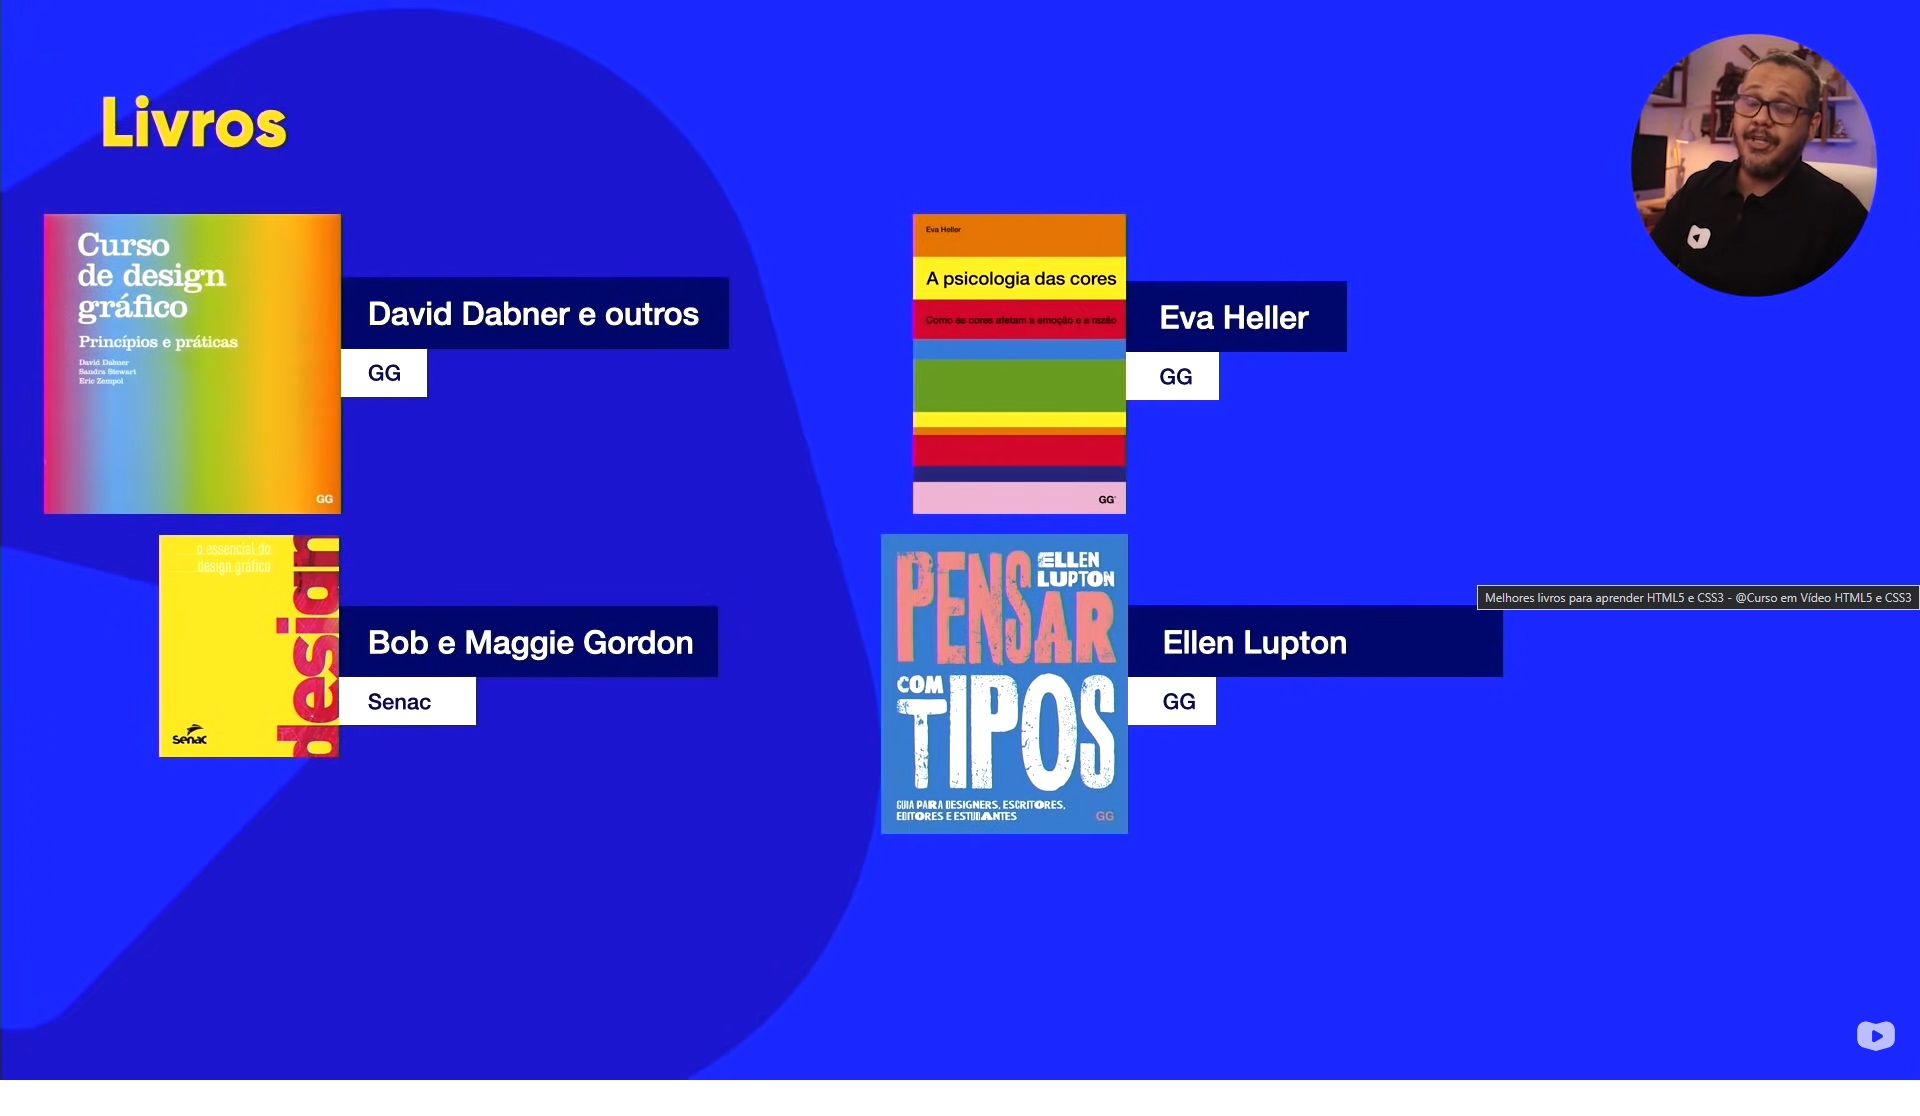 Livros
Curso
de design
gráfico
Princípios e práticas
David Dabner
Sandra Stewart
Eric Zempol
GG
David Dabner e outros
GG
Eva Heller
A psicologia das cores
Como as cores afetam a emoção e a razão
GG
Eva Heller
GG
o essencial do
design gráfico
design
Senac
Bob e Maggie Gordon
Senac
PENSAR
ELLEN
LUPTON
COM
TIPOS
GUIA PARA DESIGNERS, ESCRITORES,
EDITORES E ESTUDANTES
GG
Ellen Lupton
GG
Melhores livros para aprender HTML5 e CSS3 - @Curso em Vídeo HTML5 e CSS3